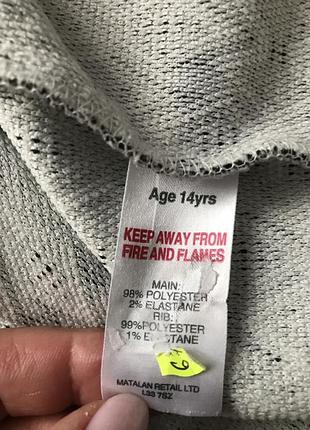 Age 14yrs
KEEP AWAY FROM
FIRE AND FLAMES
MAIN:
98% POLYESTER
2% ELASTANE
RIB:
99% POLYESTER
1% ELASTANE
MATALAN RETAIL LTD
L33 7SZ